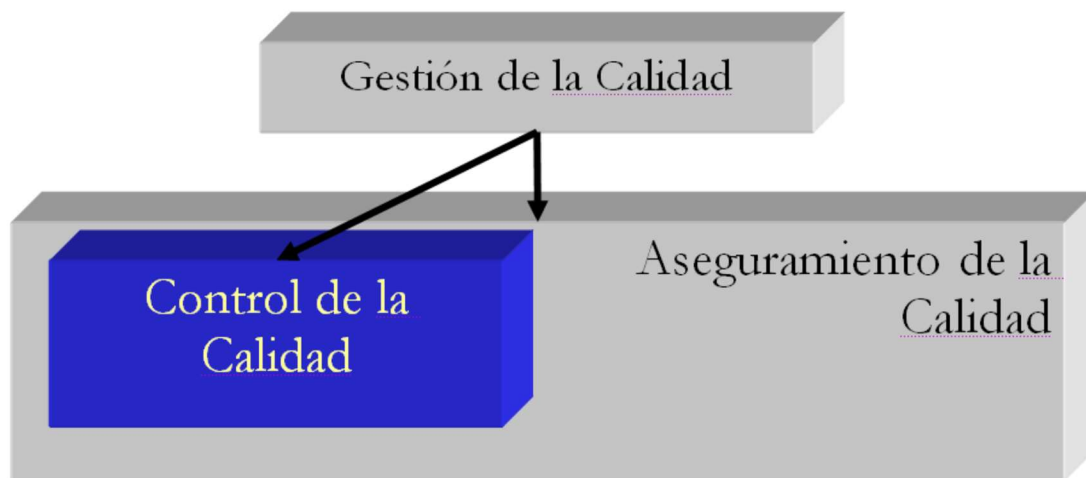 Gestión de la Calidad
Control de la
Calidad
Aseguramiento de la
Calidad